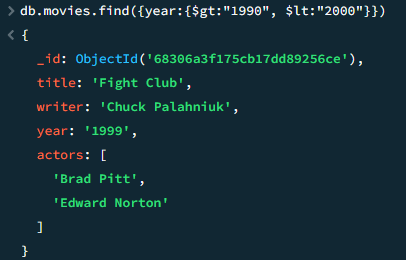 > db.movies.find({year:{$gt:"1990", $lt:"2000"}})
< {
_id: ObjectId('68306a3f175cb17dd89256ce'),
title: 'Fight Club',
writer: 'Chuck Palahniuk',
year: '1999',
actors: [
'Brad Pitt',
'Edward Norton'
]
}